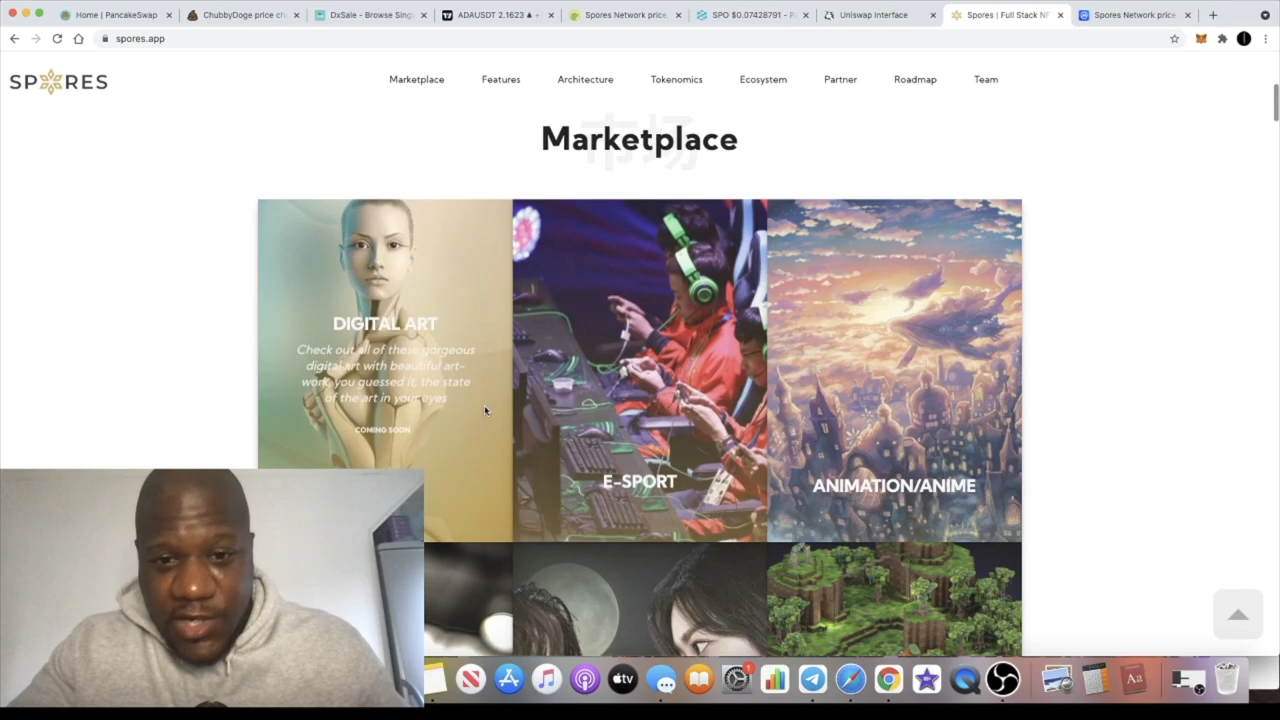 Home | PancakeSwap
ChubbyDoge price ch
DxSale - Browse Sing
ADAUSDT 2.1623 ▲ +
Spores Network price,
SPO $0.07428791 - P
Uniswap Interface
Spores | Full Stack NF
Spores Network price
spores.app
SPORES
Marketplace
Features
Architecture
Tokenomics
Ecosystem
Partner
Roadmap
Team
市场
Marketplace
DIGITAL ART
Check out all of these gorgeous
digital art with beautiful art-
work, you guessed it, the state
of the art in your eyes
COMING SOON
E-SPORT
ANIMATION/ANIME
tv
1
Aa